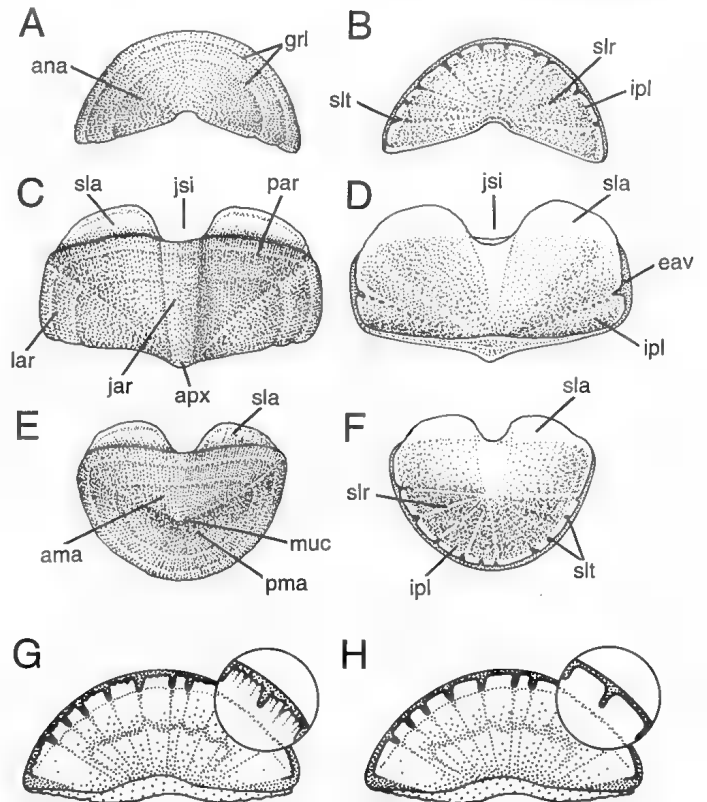 A
grl
ana
B
slr
slt
ipl
C
sla
jsi
par
lar
jar
apx
D
jsi
sla
eav
ipl
E
sla
ama
muc
pma
F
sla
slr
ipl
slt
G
H